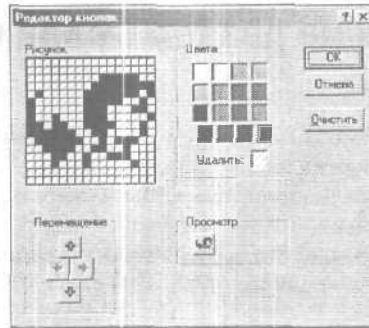 Редактор кнопок
Рисунок
Цвета
OK
Отмена
Очистить
Удалить:
Перемещение
Просмотр